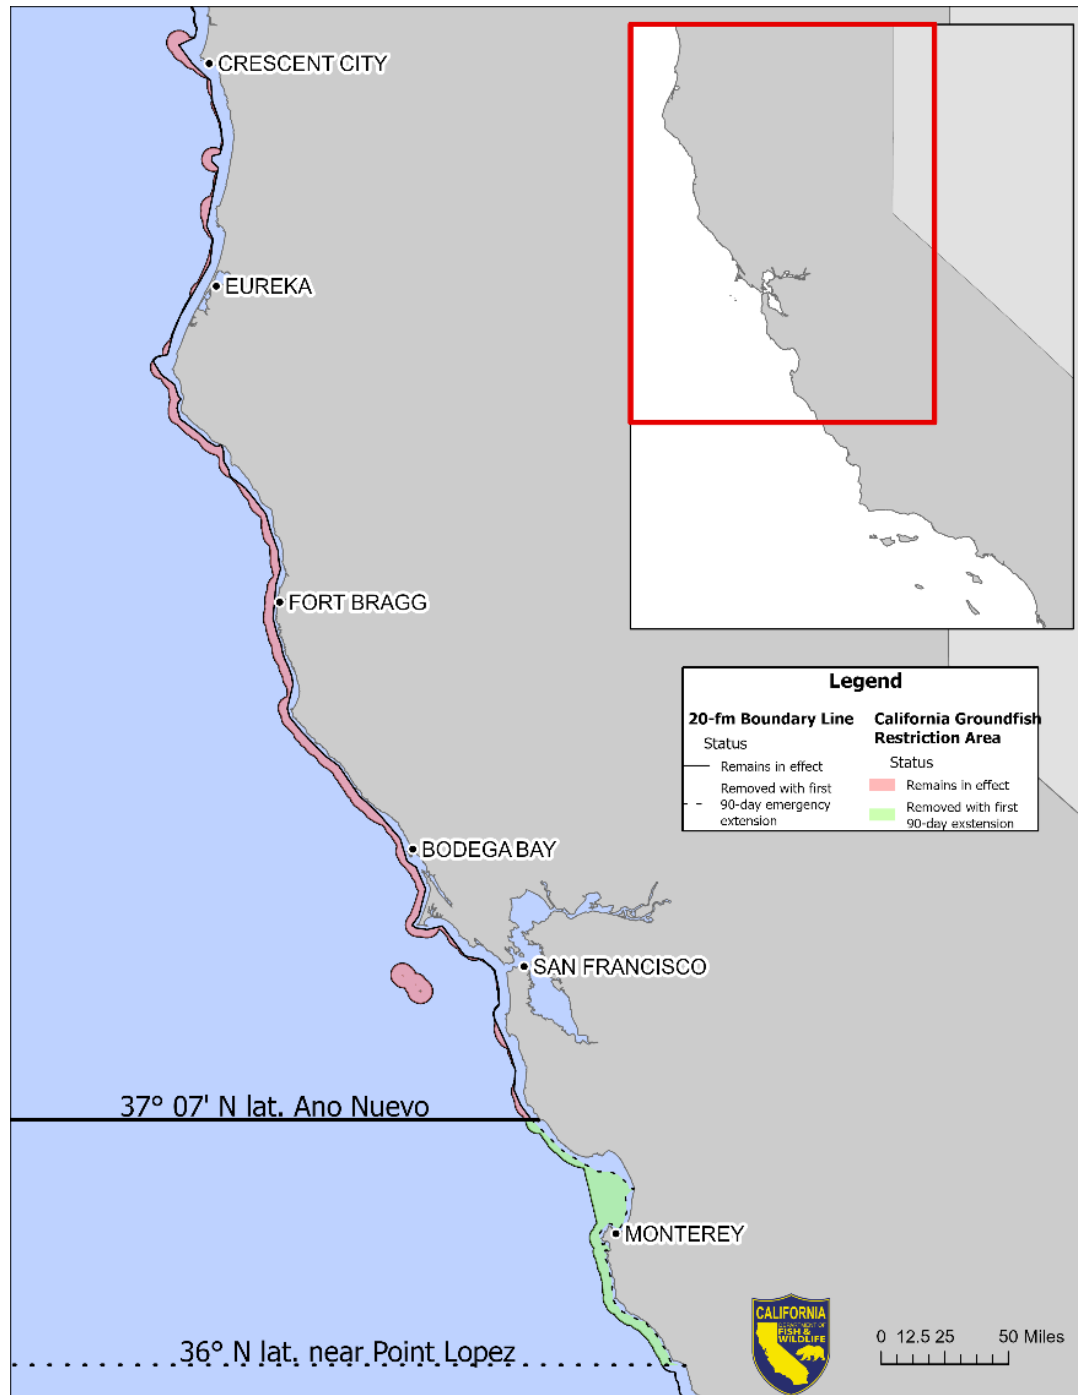 CRESCENT CITY
EUREKA
FORT BRAGG
Legend
20-fm Boundary Line
Status
Remains in effect
Removed with first
90-day emergency
extension
California Groundfish
Restriction Area
Status
Remains in effect
Removed with first
90-day exstension
BODEGA BAY
SAN FRANCISCO
37° 07' N lat. Ano Nuevo
MONTEREY
CALIFORNIA
DEPARTMENT OF
FISH &
WILDLIFE
0 12.5 25 50 Miles
36° N lat. near Point Lopez